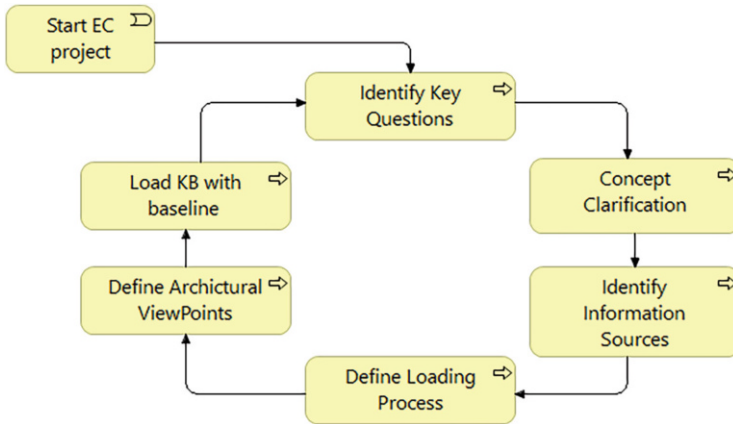 Start EC
project
Identify Key
Questions
Concept
Clarification
Identify
Information
Sources
Define Loading
Process
Define Archictural
ViewPoints
Load KB with
baseline